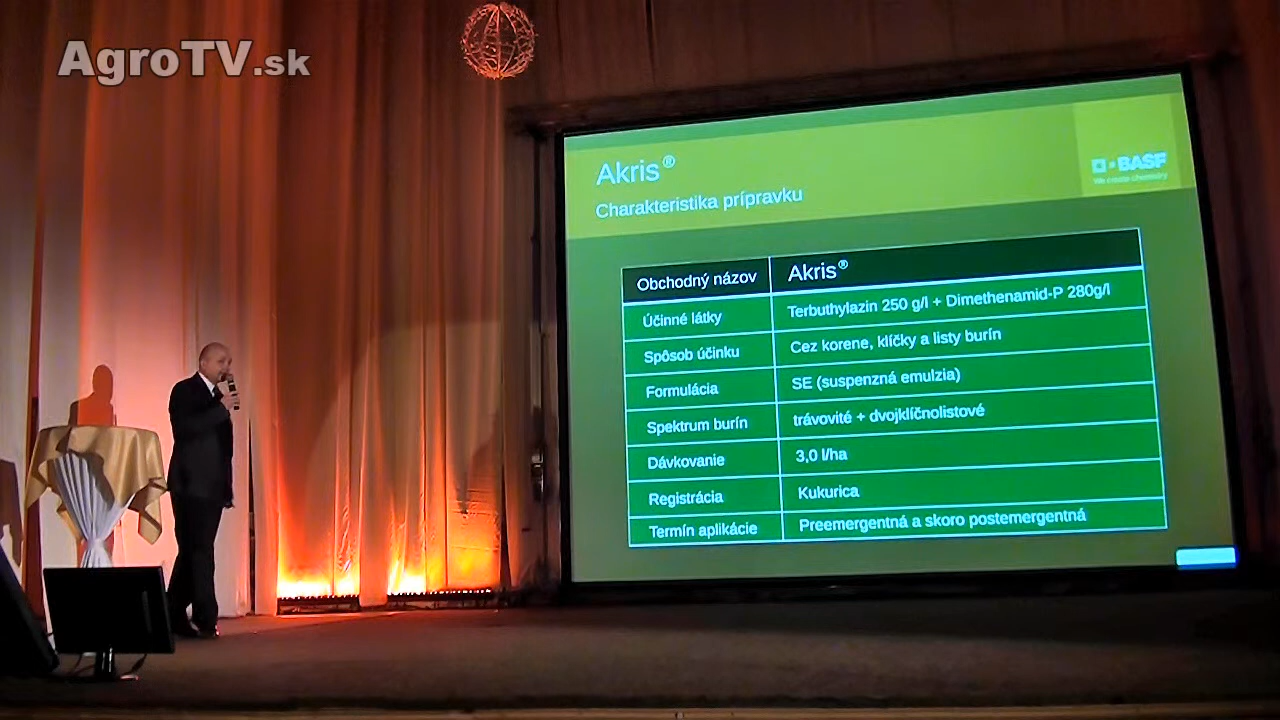 AgroTV.sk
Akris®
Charakteristika prípravku
BASF
We create chemistry
Obchodný názov Akris®
Účinné látky Terbuthylazin 250 g/l + Dimethenamid-P 280g/l
Spôsob účinku Cez korene, klíčky a listy burín
Formulácia SE (suspenzná emulzia)
Spektrum burín trávovité + dvojklíčnolistové
Dávkovanie 3,0 l/ha
Registrácia Kukurica
Termín aplikácie Preemergentná a skoro postemergentná